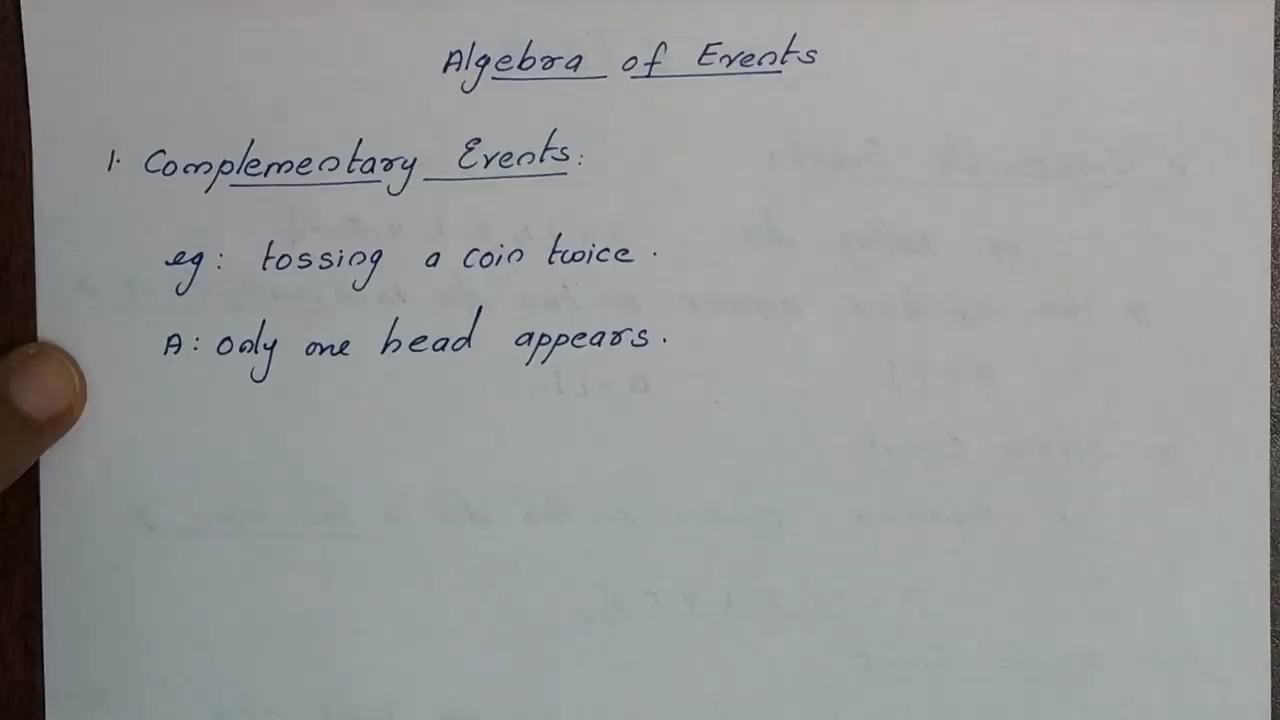 Algebra of Events
1. Complementary Events:
eg: tossing a coin twice.
A: only one head appears.